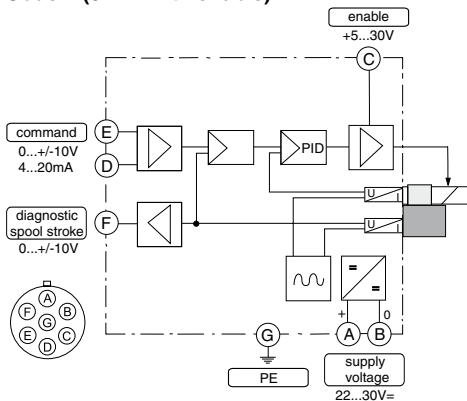 enable
+5...30V
C
command
0...+/-10V
4...20mA
E
D
PID
U
I
diagnostic
spool stroke
0...+/-10V
F
U
I
=
=
A
F B
G
E C
D
+ 0
G A B
PE
supply
voltage
22...30V=